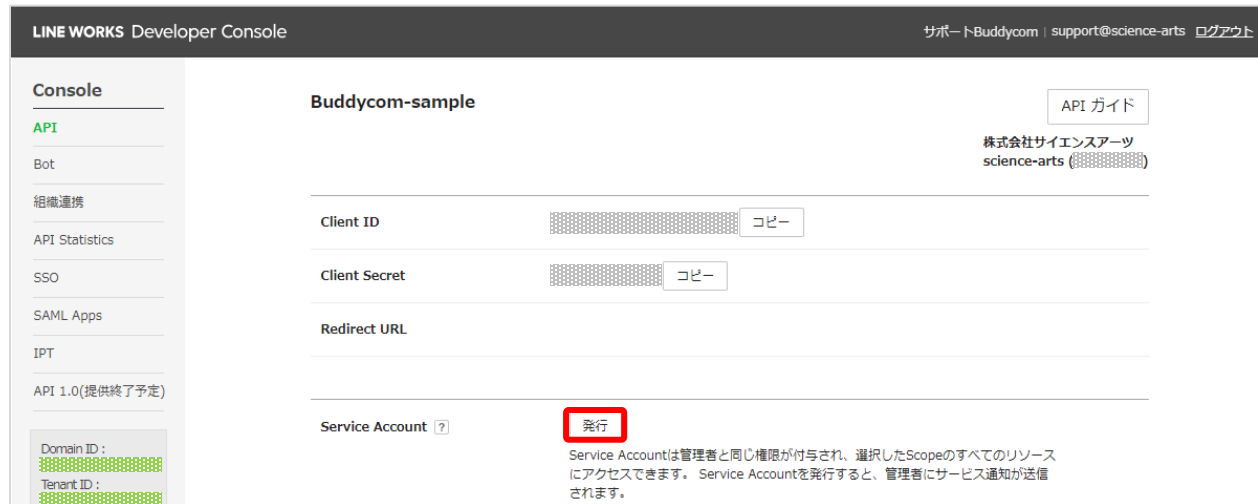 LINE WORKS Developer Console
サポートBuddycom | support@science-arts ログアウト
Console
API
Bot
組織連携
API Statistics
SSO
SAML Apps
IPT
API 1.0(提供終了予定)
Domain ID :
Tenant ID :
Buddycom-sample
API ガイド
株式会社サイエンスアーツ
science-arts ( )
Client ID
コピー
Client Secret
コピー
Redirect URL
Service Account ?
発行
Service Accountは管理者と同じ権限が付与され、選択したScopeのすべてのリソース
にアクセスできます。 Service Accountを発行すると、管理者にサービス通知が送信
されます。